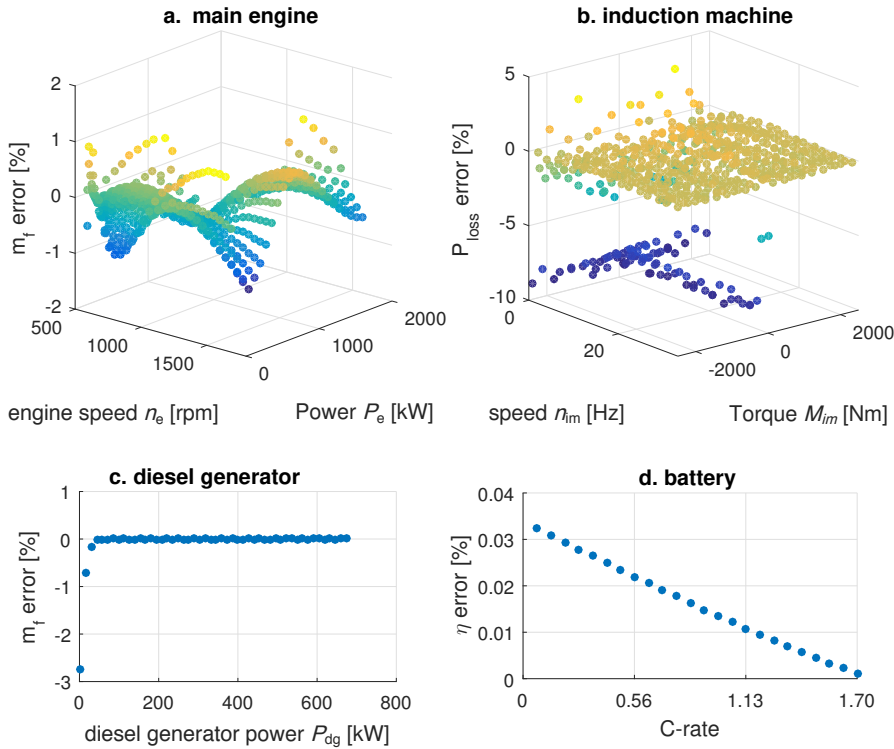 a.  main engine
2
1
0
-1
-2
m_f error [%]
500
1000
1500
0
1000
2000
engine speed n_e [rpm]
Power P_e [kW]
b. induction machine
5
0
-5
-10
P_loss error [%]
0
20
-2000
0
2000
speed n_im [Hz]
Torque M_im [Nm]
c. diesel generator
1
0
-1
-2
-3
m_f error [%]
0
200
400
600
800
diesel generator power P_dg [kW]
d. battery
0.04
0.03
0.02
0.01
0
η error [%]
0
0.56
1.13
1.70
C-rate